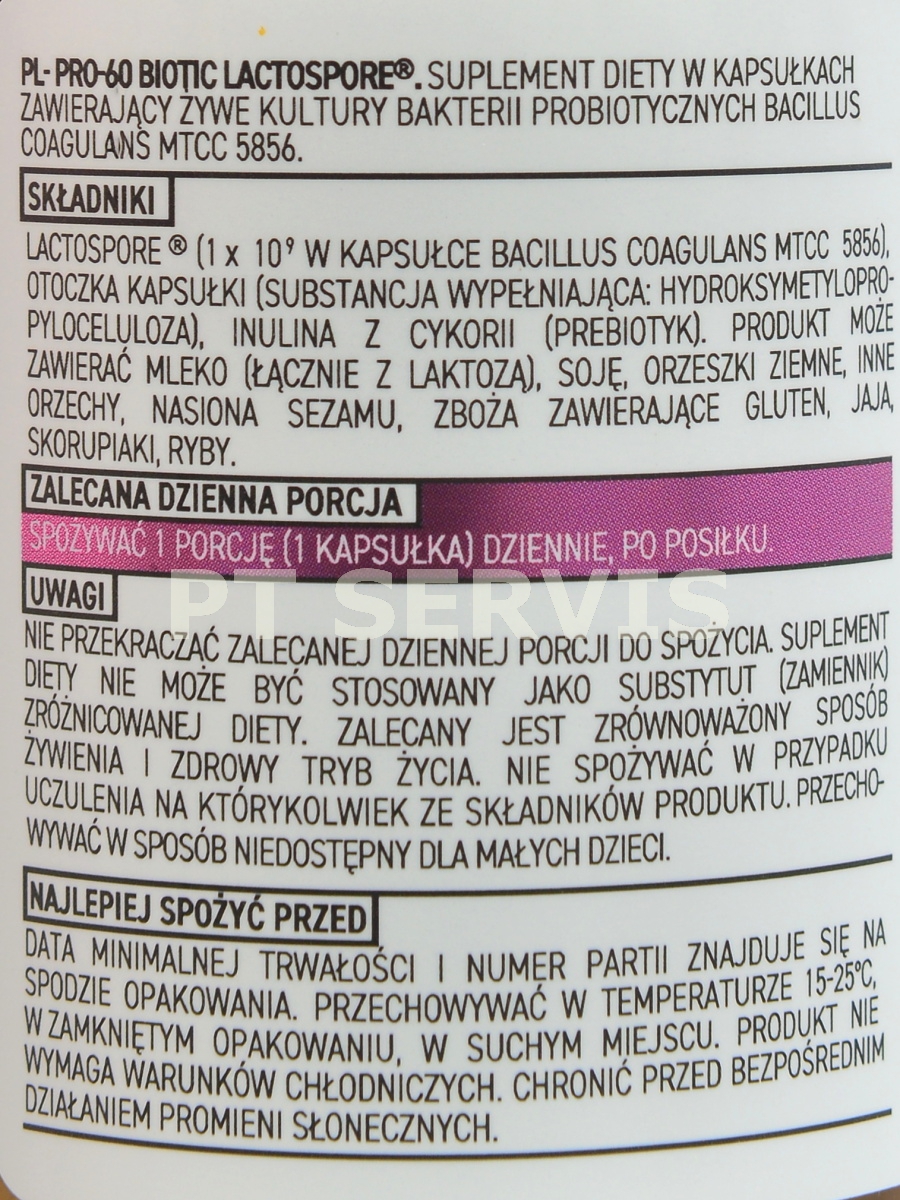 PL- PRO-60 BIOTIC LACTOSPORE®. SUPLEMENT DIETY W KAPSUŁKACH
ZAWIERAJĄCY ŻYWE KULTURY BAKTERII PROBIOTYCZNYCH BACILLUS
COAGULANS MTCC 5856.
SKŁADNIKI
LACTOSPORE ® (1 x 10⁹ W KAPSUŁCE BACILLUS COAGULANS MTCC 5856),
OTOCZKA KAPSUŁKI (SUBSTANCJA WYPEŁNIAJĄCA: HYDROKSYMETYLOPRO-
PYLOCELULOZA), INULINA Z CYKORII (PREBIOTYK). PRODUKT MOŻE
ZAWIERAĆ MLEKO (ŁĄCZNIE Z LAKTOZĄ), SOJĘ, ORZESZKI ZIEMNE, INNE
ORZECHY, NASIONA SEZAMU, ZBOŻA ZAWIERAJĄCE GLUTEN, JAJA,
SKORUPIAKI, RYBY.
ZALECANA DZIENNA PORCJA
SPOŻYWAĆ 1 PORCJĘ (1 KAPSUŁKA) DZIENNIE, PO POSIŁKU.
PT SERVIS
UWAGI
NIE PRZEKRACZAĆ ZALECANEJ DZIENNEJ PORCJI DO SPOŻYCIA. SUPLEMENT
DIETY NIE MOŻE BYĆ STOSOWANY JAKO SUBSTYTUT (ZAMIENNIK)
ZRÓŻNICOWANEJ DIETY. ZALECANY JEST ZRÓWNOWAŻONY SPOSÓB
ŻYWIENIA I ZDROWY TRYB ŻYCIA. NIE SPOŻYWAĆ W PRZYPADKU
UCZULENIA NA KTÓRYKOLWIEK ZE SKŁADNIKÓW PRODUKTU. PRZECHO-
WYWAĆ W SPOSÓB NIEDOSTĘPNY DLA MAŁYCH DZIECI.
NAJLEPIEJ SPOŻYĆ PRZED
DATA MINIMALNEJ TRWAŁOŚCI I NUMER PARTII ZNAJDUJE SIĘ NA
SPODZIE OPAKOWANIA. PRZECHOWYWAĆ W TEMPERATURZE 15-25°C,
W ZAMKNIĘTYM OPAKOWANIU, W SUCHYM MIEJSCU. PRODUKT NIE
WYMAGA WARUNKÓW CHŁODNICZYCH. CHRONIĆ PRZED BEZPOŚREDNIM
DZIAŁANIEM PROMIENI SŁONECZNYCH.